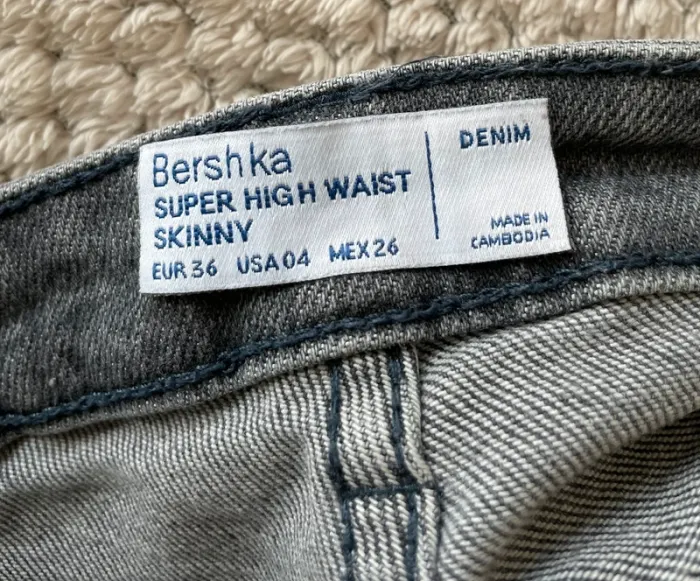 Bershka
SUPER HIGH WAIST
SKINNY
EUR 36 USA 04 MEX 26
DENIM
MADE IN
CAMBODIA